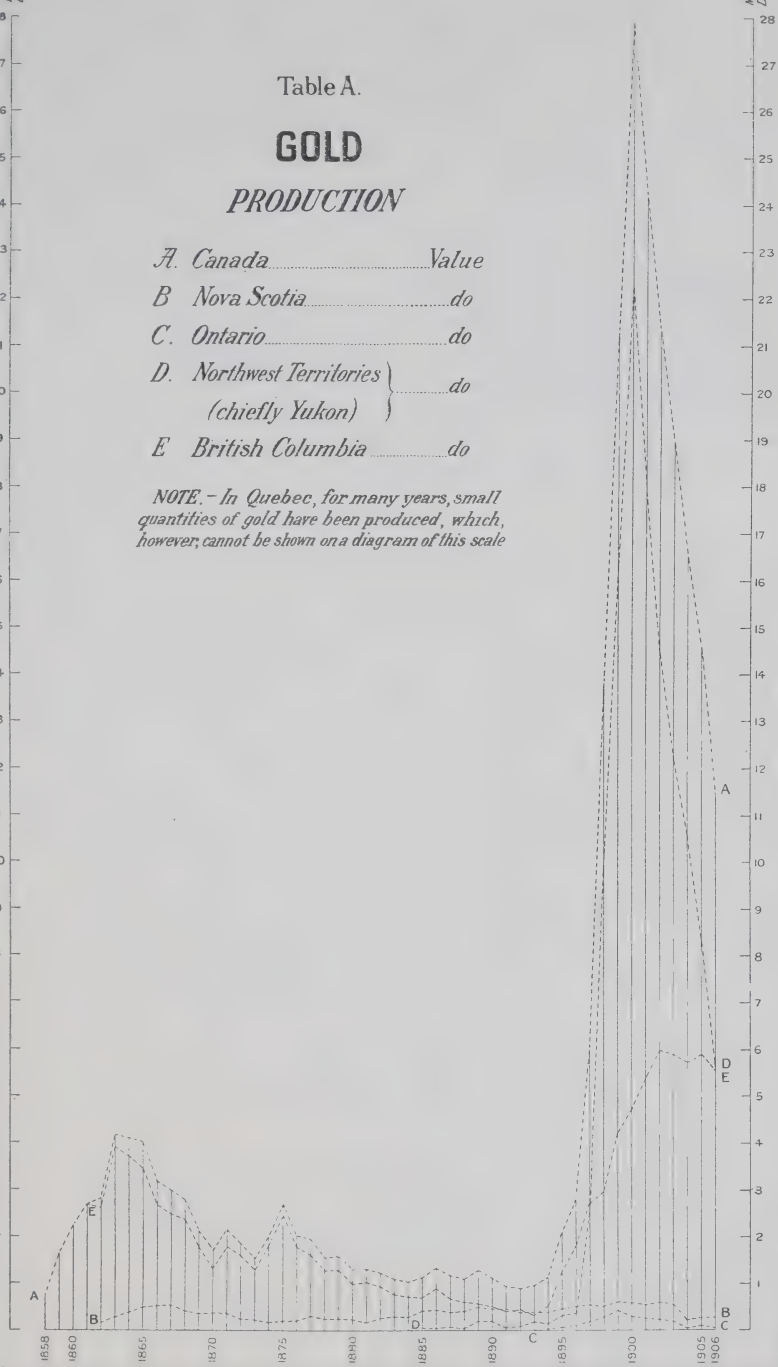 Table A.
GOLD
PRODUCTION
A. Canada Value
B Nova Scotia do
C. Ontario do
D. Northwest Territories } do
(chiefly Yukon)
E British Columbia do
NOTE.- In Quebec, for many years, small
quantities of gold have been produced, which,
however, cannot be shown on a diagram of this scale
28
27
26
25
24
23
22
21
20
19
18
17
16
15
14
13
12
A
11
10
9
8
7
6
D
E
5
4
3
2
1
B
C
A
E
B
D
C
1858
1860
1865
1870
1875
1880
1885
1890
1895
1900
1905
1906